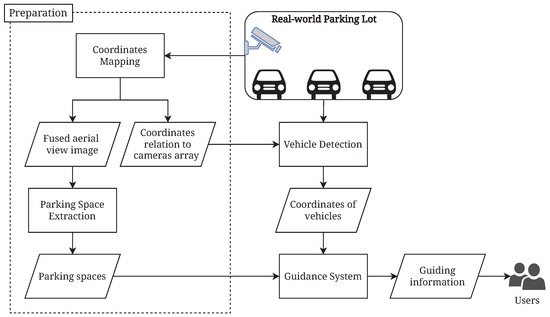 Preparation
Real-world Parking Lot
Coordinates
Mapping
Fused aerial
view image
Coordinates
relation to
cameras array
Vehicle Detection
Parking Space
Extraction
Coordinates of
vehicles
Parking spaces
Guidance System
Guiding
information
Users